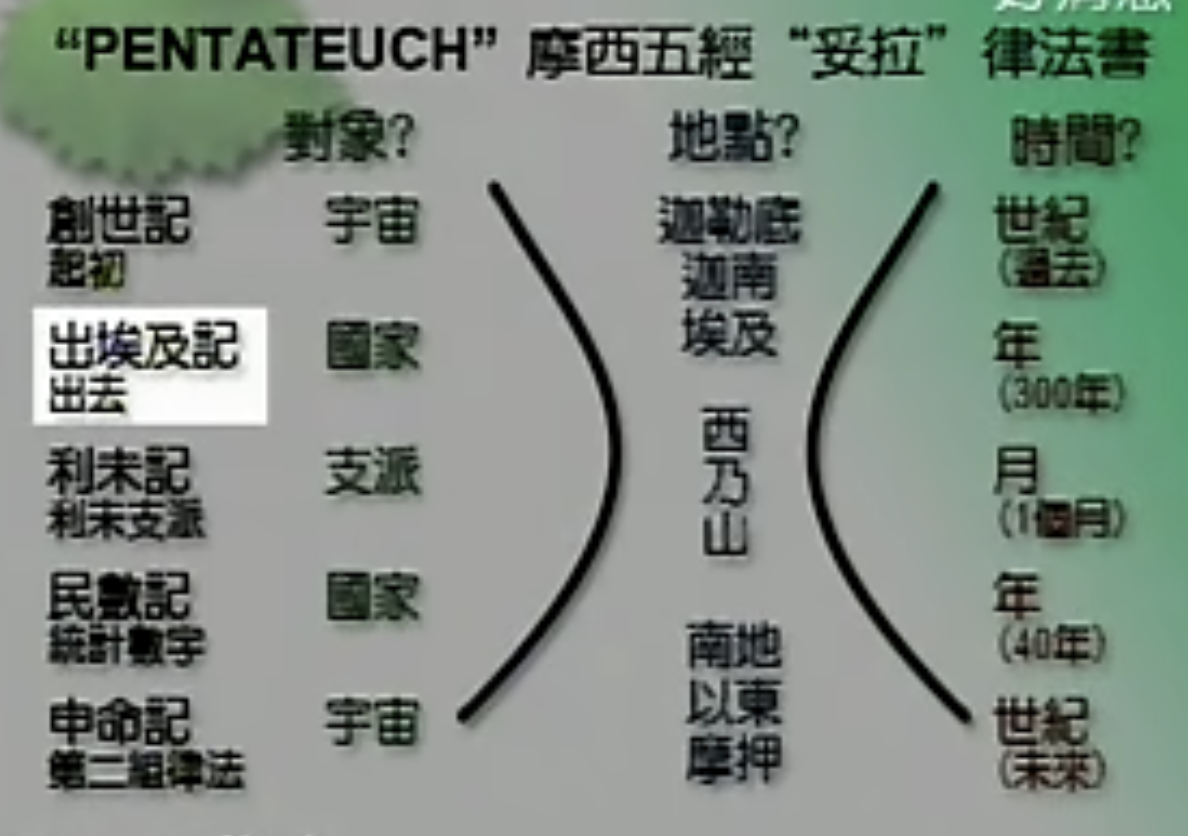 “PENTATEUCH” 摩西五經 “妥拉” 律法書
對象? 地點? 時間?
創世記 宇宙 迦勒底 世紀
起初 迦南 (過去)
出埃及記 國家 埃及 年
出去 (300年)
利未記 支派 西乃山 月
利未支派 (1個月)
民數記 國家 年
統計數字 南地 (40年)
申命記 宇宙 以東 世紀
第二組律法 摩押 (未來)